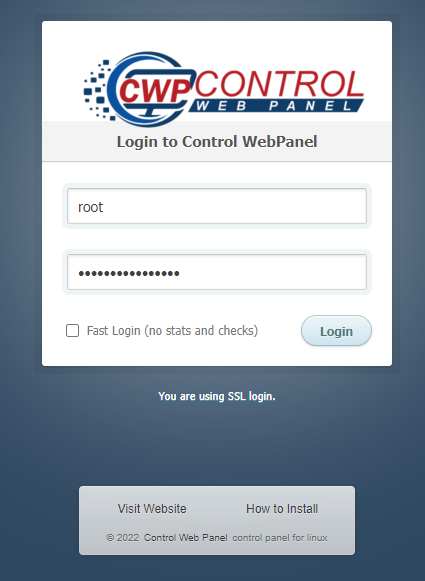 CWP CONTROL
WEB PANEL
Login to Control WebPanel
root
••••••••••••••••
Fast Login (no stats and checks)
Login
You are using SSL login.
Visit Website
How to Install
© 2022 Control Web Panel control panel for linux